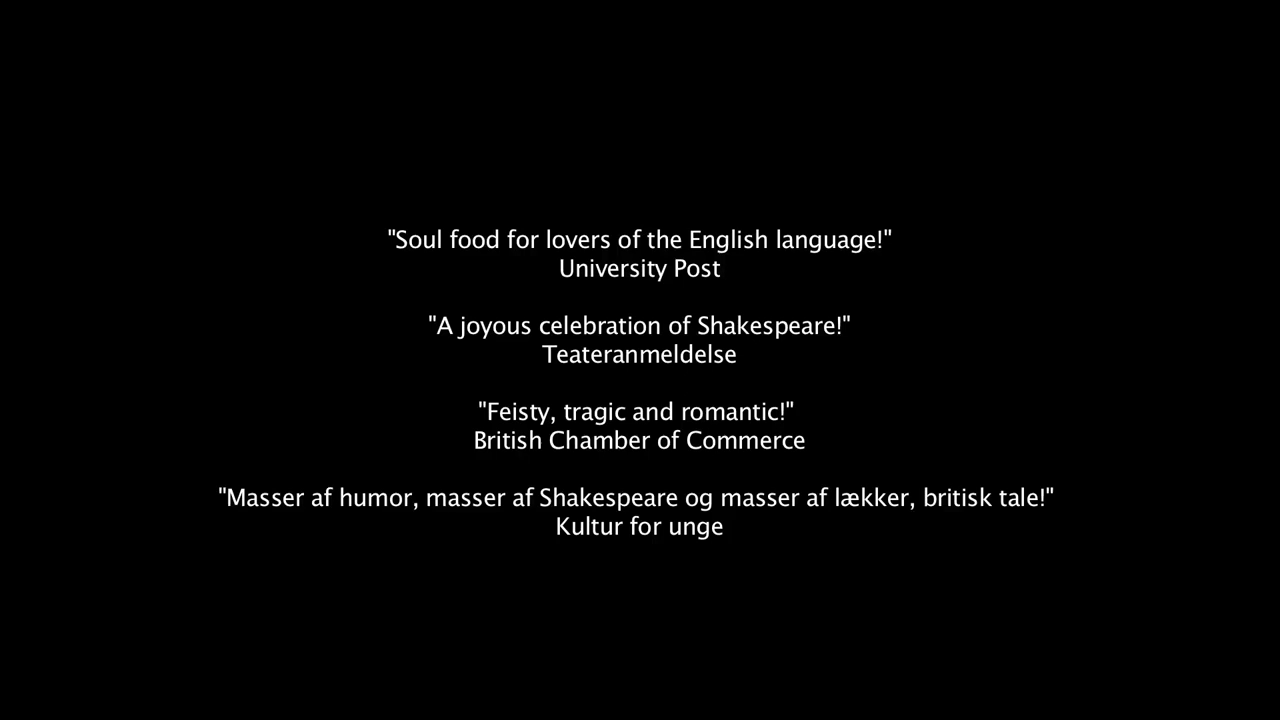 "Soul food for lovers of the English language!"
University Post
"A joyous celebration of Shakespeare!"
Teateranmeldelse
"Feisty, tragic and romantic!"
British Chamber of Commerce
"Masser af humor, masser af Shakespeare og masser af lækker, britisk tale!"
Kultur for unge